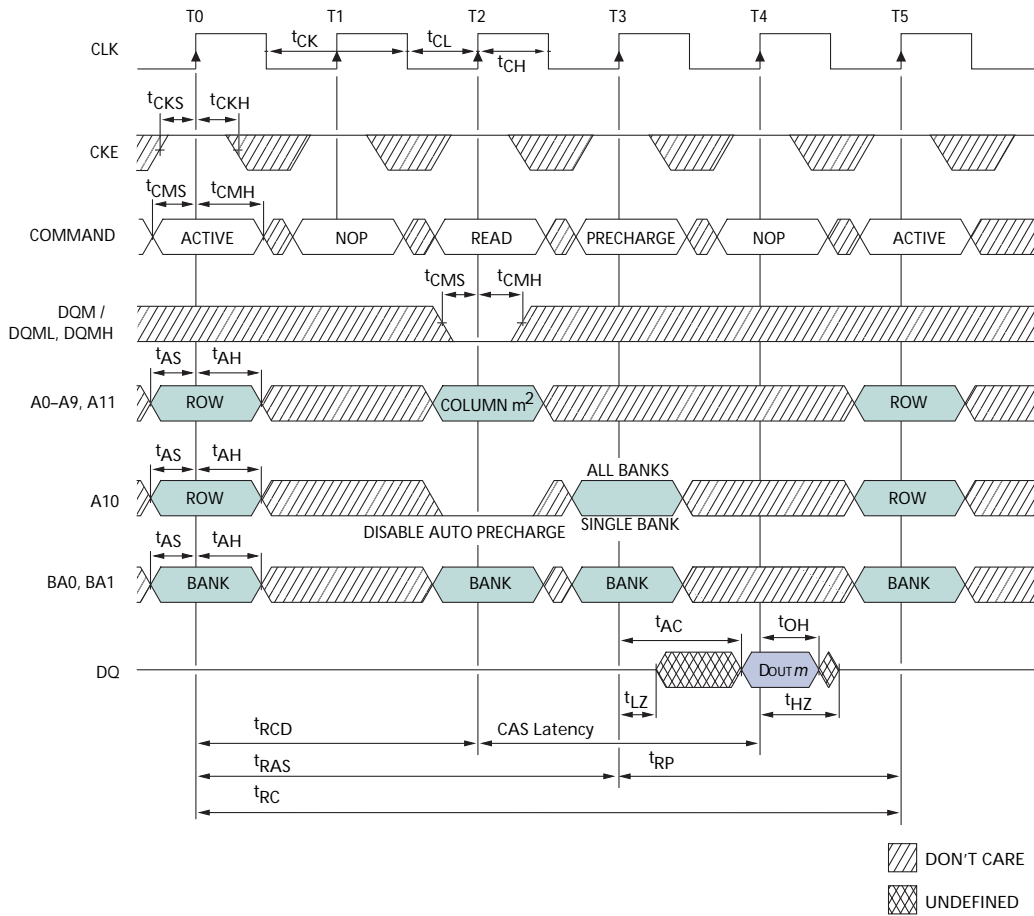 T0 T1 T2 T3 T4 T5
CLK tCK tCL tCH
tCKS tCKH
CKE
tCMS tCMH
COMMAND ACTIVE NOP READ PRECHARGE NOP ACTIVE
tCMS tCMH
DQM /
DQML, DQMH
tAS tAH
A0–A9, A11 ROW COLUMN m2 ROW
tAS tAH ALL BANKS
A10 ROW ROW
DISABLE AUTO PRECHARGE SINGLE BANK
tAS tAH
BA0, BA1 BANK BANK BANK BANK
tAC tOH
DQ DOUT m
tLZ tHZ
tRCD CAS Latency
tRAS tRP
tRC
DON'T CARE
UNDEFINED